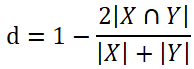 d = 1 − 2|X ∩ Y| / |X| + |Y|